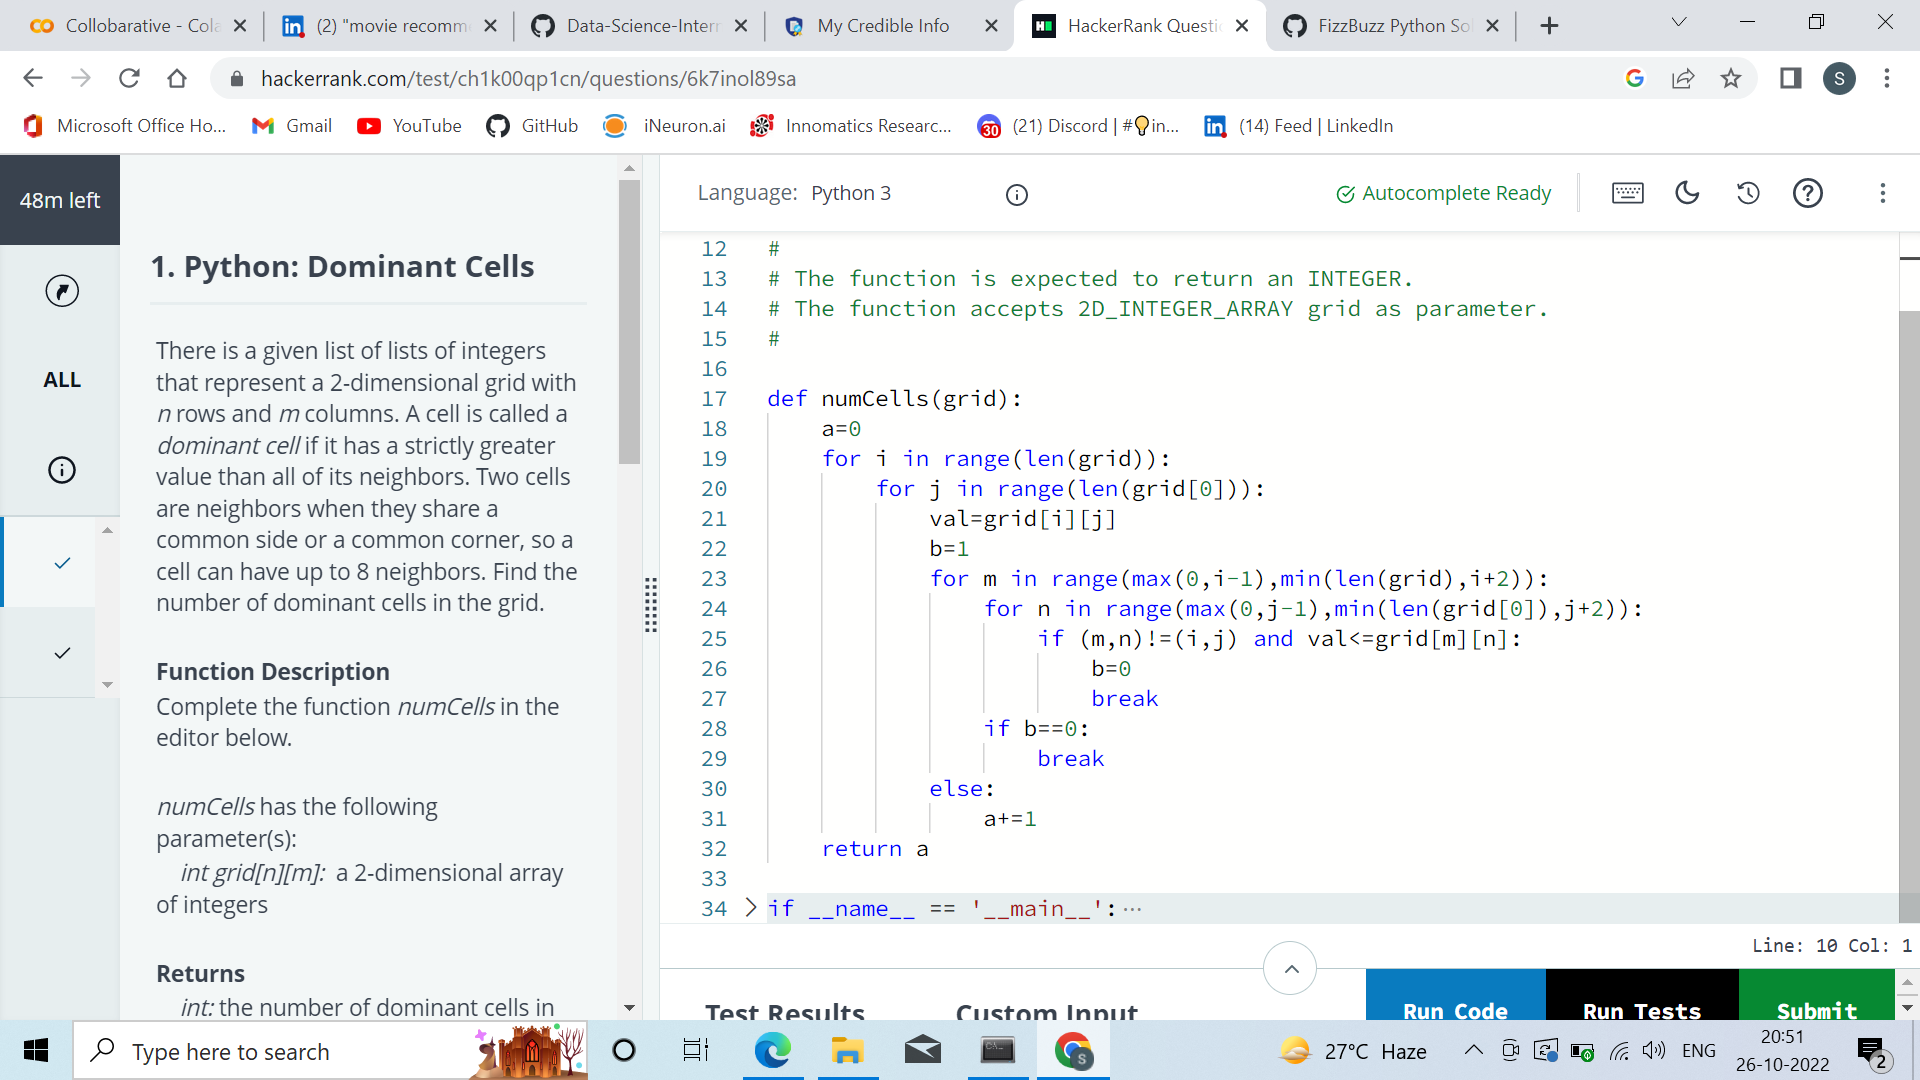 Collobarative - Cola
(2) "movie recomm
Data-Science-Intern
My Credible Info
HackerRank Questi
FizzBuzz Python Sol
hackerrank.com/test/ch1k00qp1cn/questions/6k7inol89sa
S
Microsoft Office Ho...
Gmail
YouTube
GitHub
iNeuron.ai
Innomatics Researc...
(21) Discord | #💡in...
(14) Feed | LinkedIn
48m left
ALL
1. Python: Dominant Cells
There is a given list of lists of integers
that represent a 2-dimensional grid with
n rows and m columns. A cell is called a
dominant cell if it has a strictly greater
value than all of its neighbors. Two cells
are neighbors when they share a
common side or a common corner, so a
cell can have up to 8 neighbors. Find the
number of dominant cells in the grid.
Function Description
Complete the function numCells in the
editor below.
numCells has the following
parameter(s):
int grid[n][m]: a 2-dimensional array
of integers
Returns
int: the number of dominant cells in
Language: Python 3
Autocomplete Ready
12 #
13 # The function is expected to return an INTEGER.
14 # The function accepts 2D_INTEGER_ARRAY grid as parameter.
15 #
16
17 def numCells(grid):
18     a=0
19     for i in range(len(grid)):
20         for j in range(len(grid[0])):
21             val=grid[i][j]
22             b=1
23             for m in range(max(0,i-1),min(len(grid),i+2)):
24                 for n in range(max(0,j-1),min(len(grid[0]),j+2)):
25                     if (m,n)!=(i,j) and val<=grid[m][n]:
26                         b=0
27                         break
28                 if b==0:
29                     break
30             else:
31                 a+=1
32     return a
33
34 if __name__ == '__main__':...
Line: 10 Col: 1
Test Results
Custom Input
Run Code
Run Tests
Submit
Type here to search
27°C Haze
ENG
20:51
26-10-2022
2